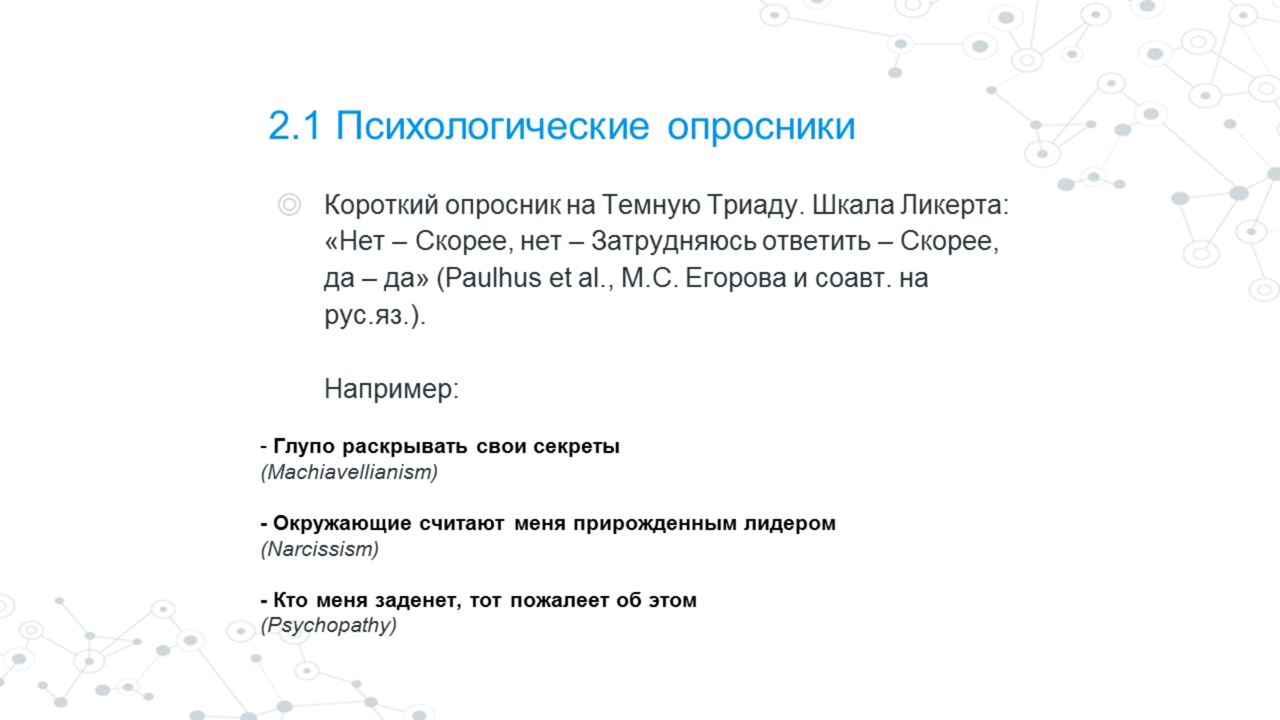 2.1 Психологические опросники
Короткий опросник на Темную Триаду. Шкала Ликерта:
«Нет – Скорее, нет – Затрудняюсь ответить – Скорее,
да – да» (Paulhus et al., М.С. Егорова и соавт. на
рус.яз.).
Например:
- Глупо раскрывать свои секреты
(Machiavellianism)
- Окружающие считают меня прирожденным лидером
(Narcissism)
- Кто меня заденет, тот пожалеет об этом
(Psychopathy)